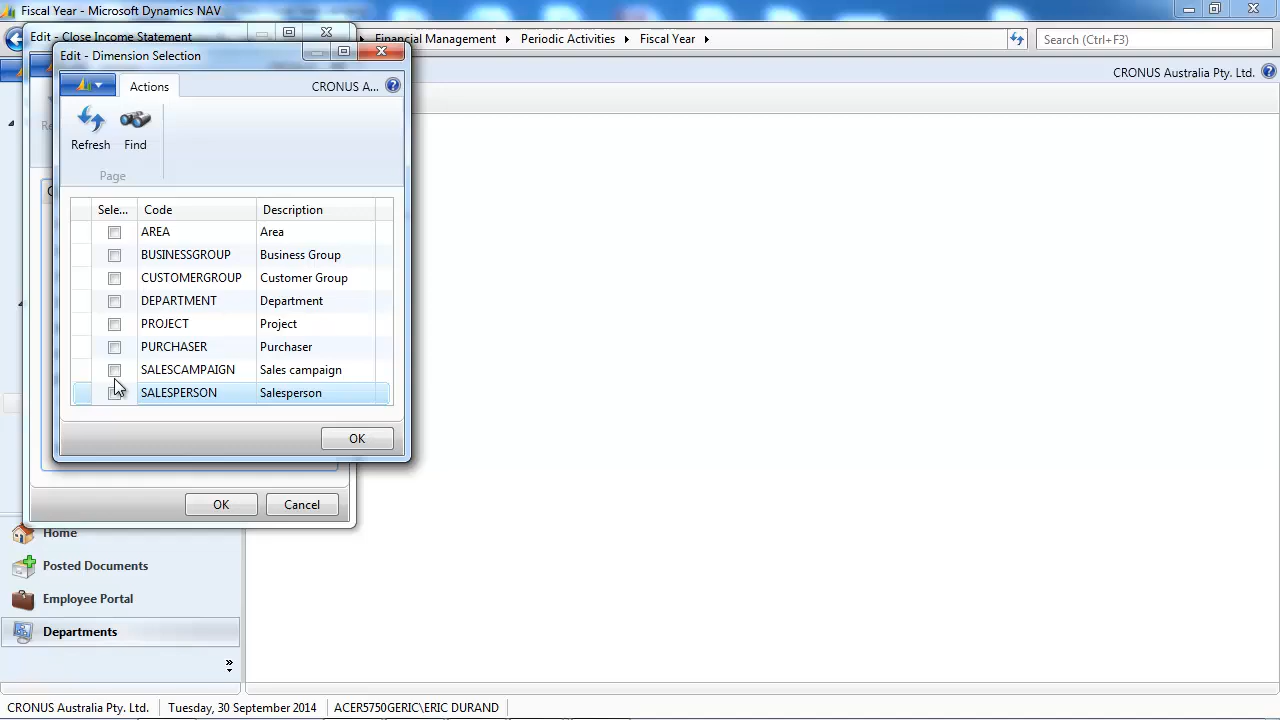 Fiscal Year - Microsoft Dynamics NAV
Edit - Close Income Statement
Financial Management
Periodic Activities
Fiscal Year
Search (Ctrl+F3)
Edit - Dimension Selection
CRONUS Australia Pty. Ltd.
Actions
CRONUS A...
Refresh
Find
Page
Sele...
Code
Description
AREA
Area
BUSINESSGROUP
Business Group
CUSTOMERGROUP
Customer Group
DEPARTMENT
Department
PROJECT
Project
PURCHASER
Purchaser
SALESCAMPAIGN
Sales campaign
SALESPERSON
Salesperson
OK
OK
Cancel
Home
Posted Documents
Employee Portal
Departments
CRONUS Australia Pty. Ltd.
Tuesday, 30 September 2014
ACER5750GERIC\ERIC DURAND